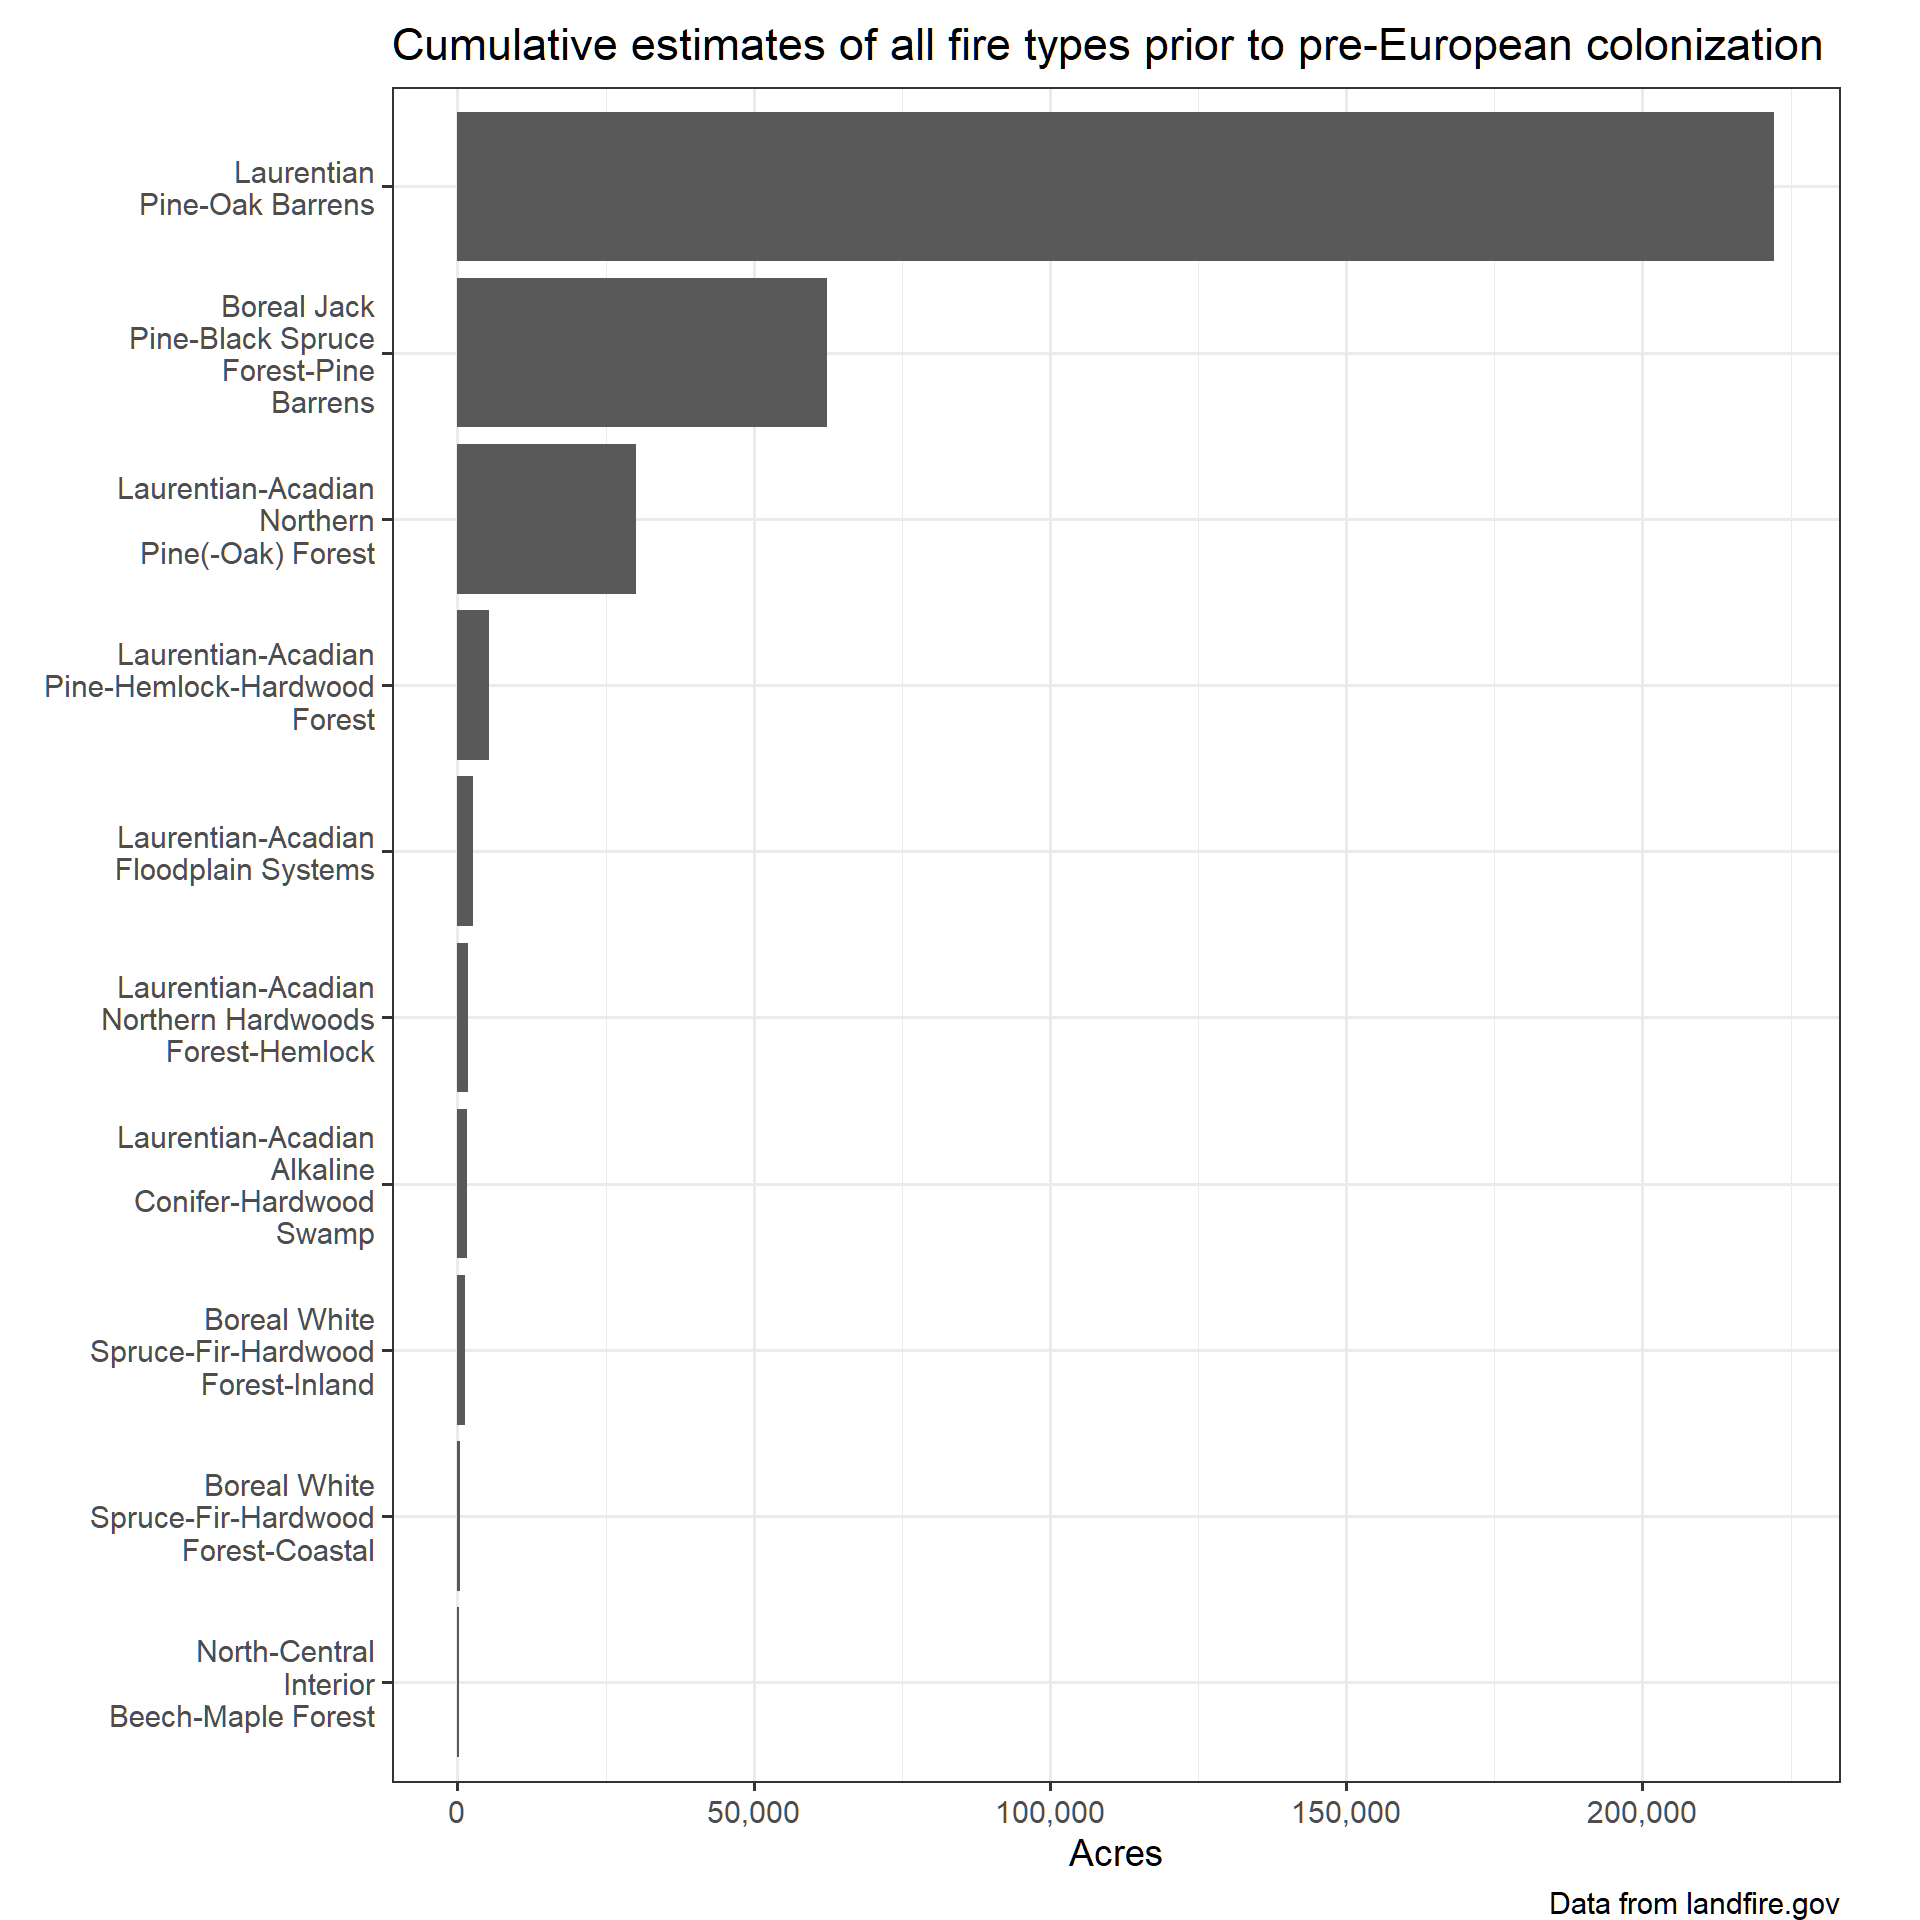 Cumulative estimates of all fire types prior to pre-European colonization
Laurentian
Pine-Oak Barrens
Boreal Jack
Pine-Black Spruce
Forest-Pine
Barrens
Laurentian-Acadian
Northern
Pine(-Oak) Forest
Laurentian-Acadian
Pine-Hemlock-Hardwood
Forest
Laurentian-Acadian
Floodplain Systems
Laurentian-Acadian
Northern Hardwoods
Forest-Hemlock
Laurentian-Acadian
Alkaline
Conifer-Hardwood
Swamp
Boreal White
Spruce-Fir-Hardwood
Forest-Inland
Boreal White
Spruce-Fir-Hardwood
Forest-Coastal
North-Central
Interior
Beech-Maple Forest
0 50,000 100,000 150,000 200,000
Acres
Data from landfire.gov